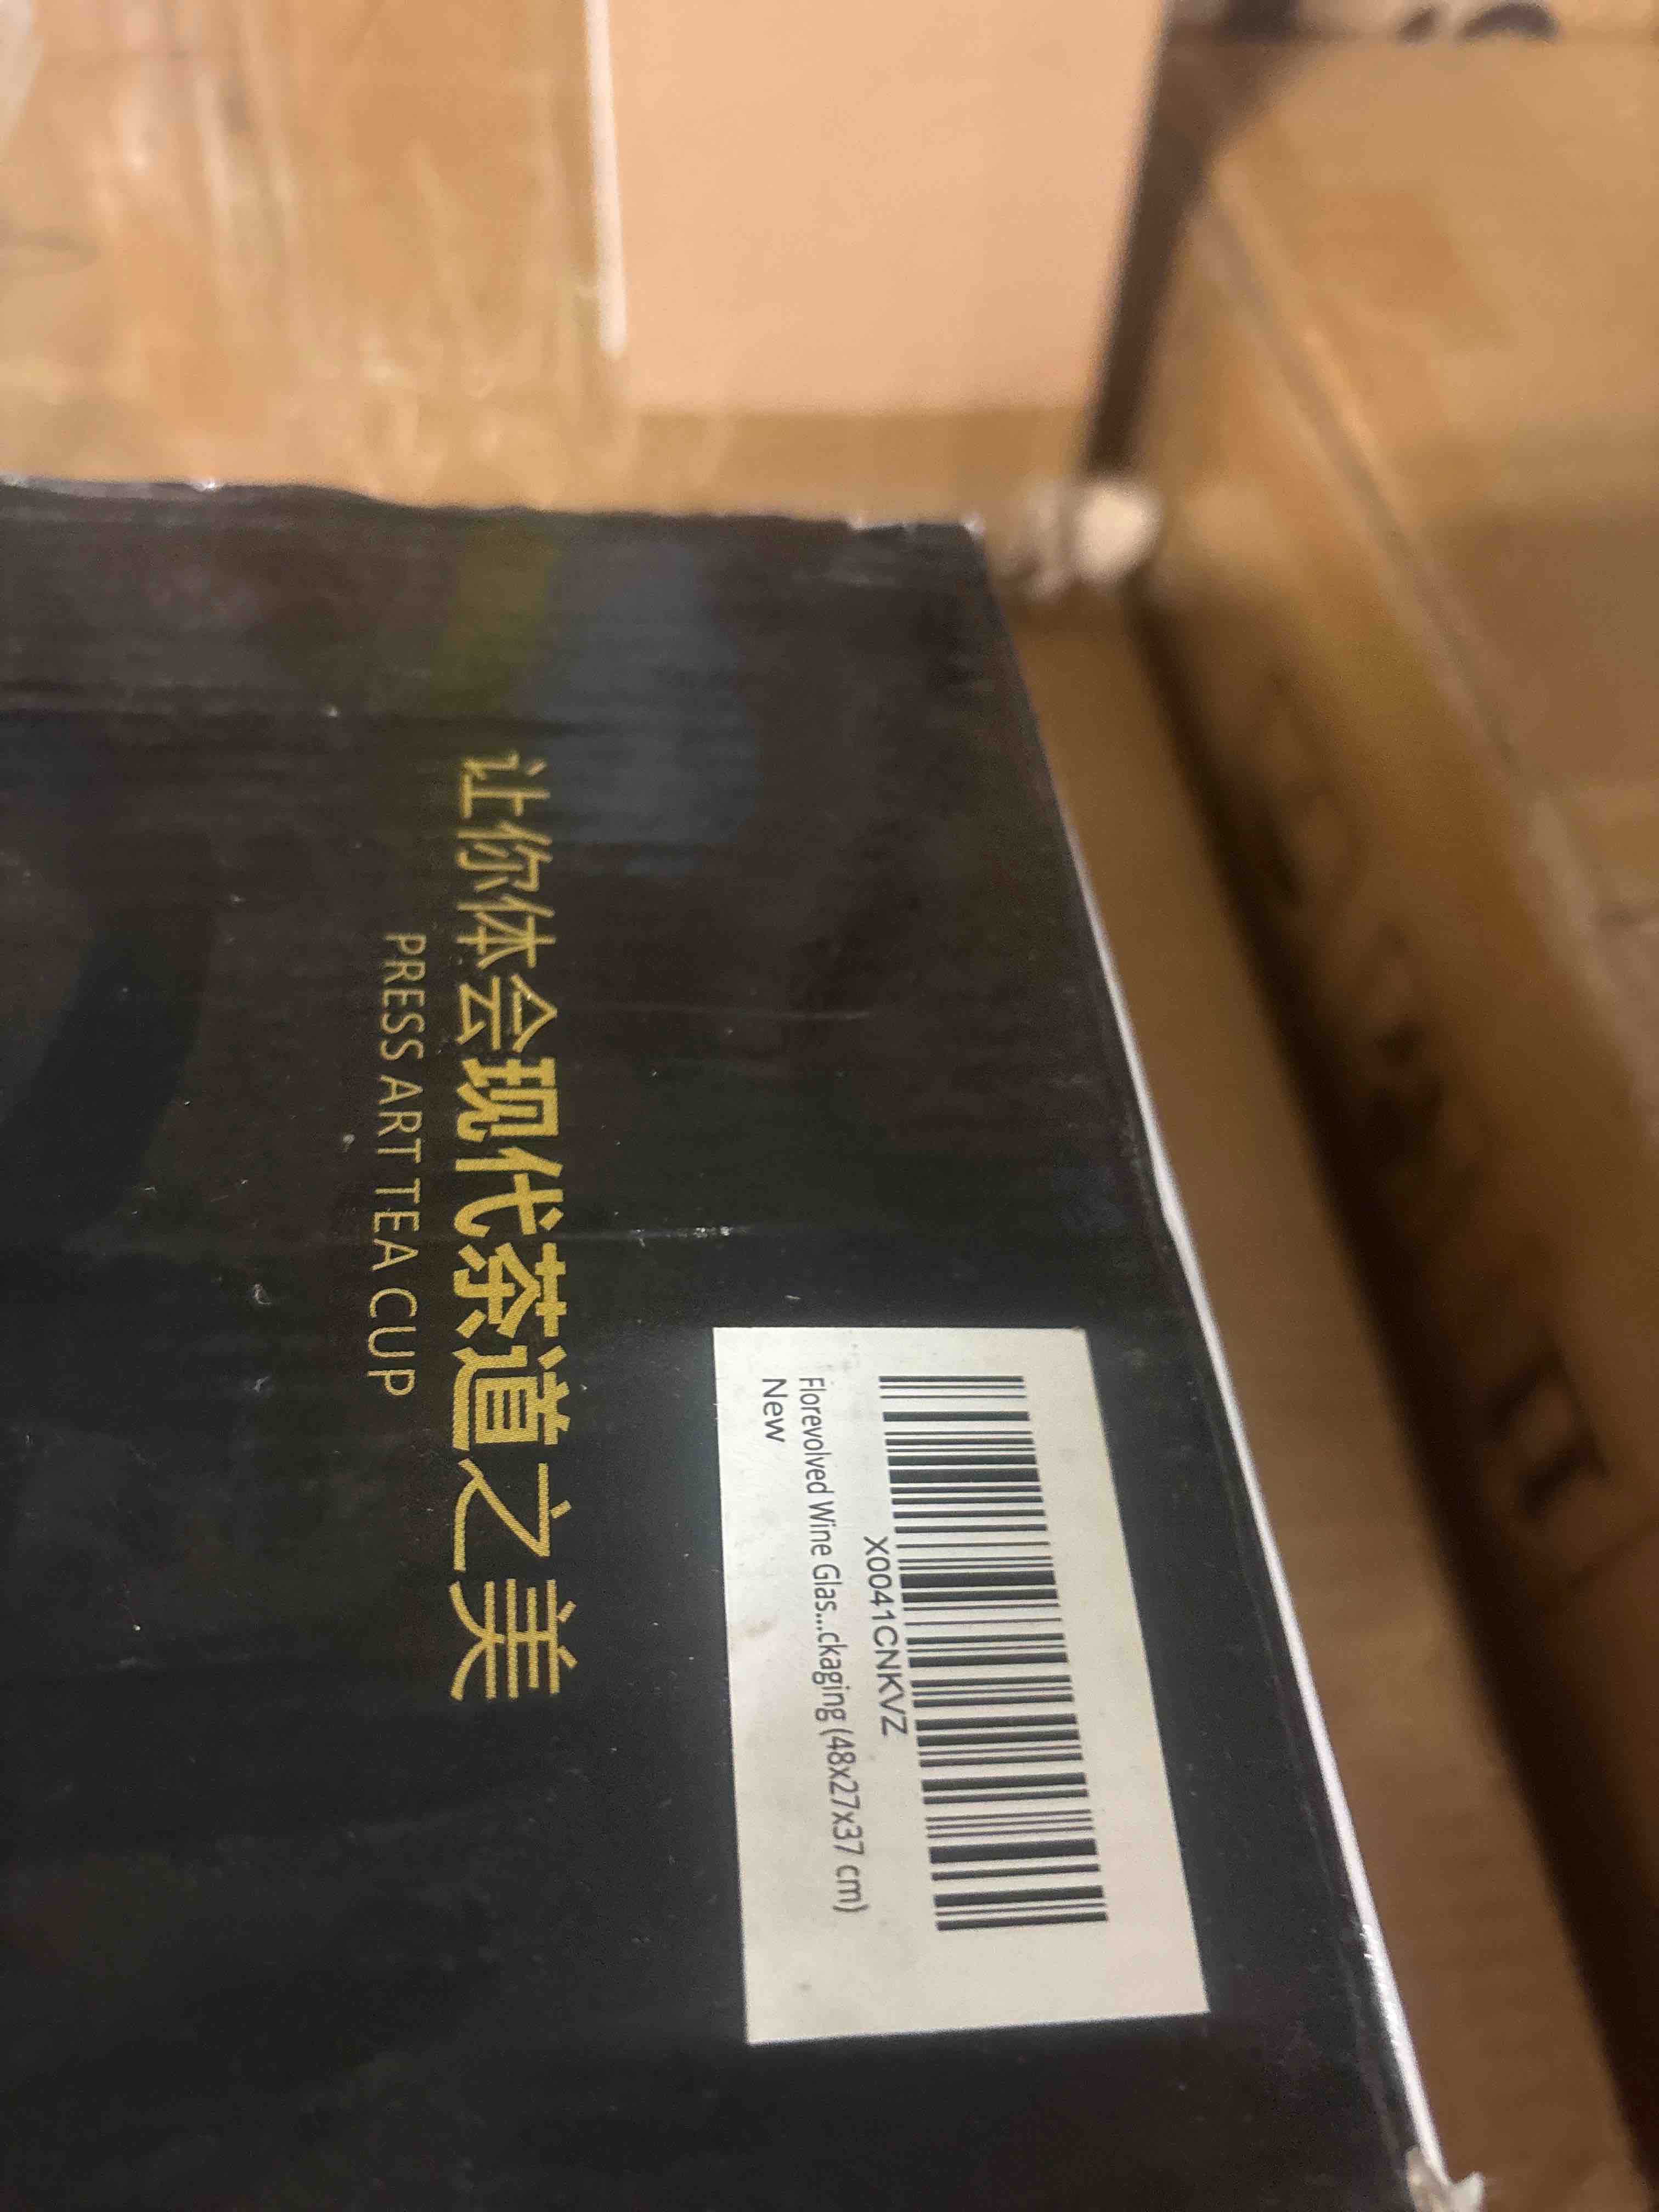 让你体会现代茶道之美
PRESS ART TEA CUP
X0041CNKVZ
Florevolved Wine Glas...ckaging (48x27x37 cm)
New